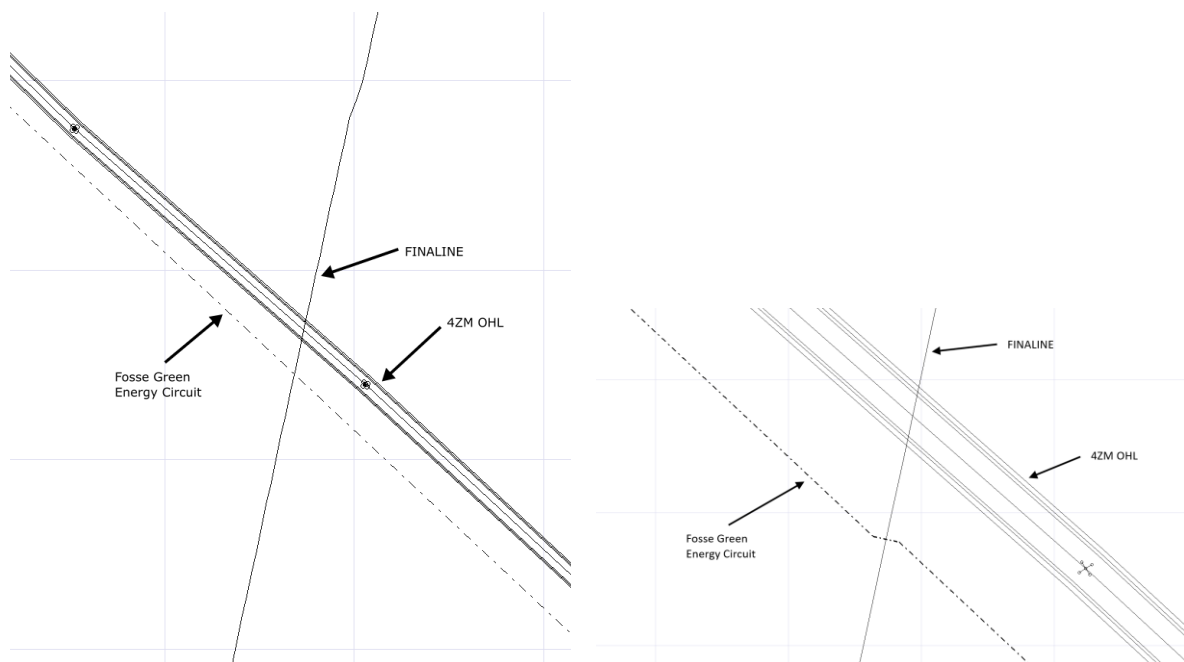 FINALINE
4ZM OHL
Fosse Green
Energy Circuit
FINALINE
4ZM OHL
Fosse Green
Energy Circuit